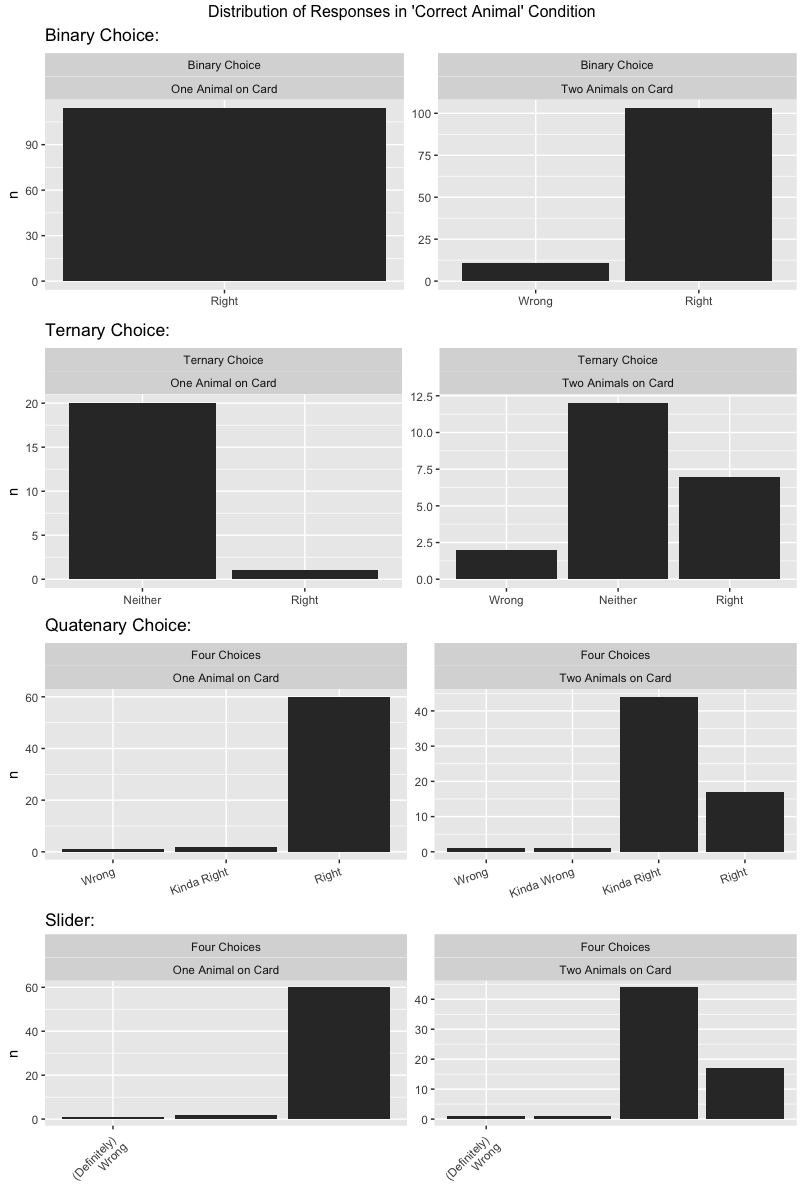 Distribution of Responses in 'Correct Animal' Condition
Binary Choice:
Binary Choice
One Animal on Card
n
90
60
30
0
Right
Binary Choice
Two Animals on Card
100
75
50
25
0
Wrong Right
Ternary Choice:
Ternary Choice
One Animal on Card
n
20
15
10
5
0
Neither Right
Ternary Choice
Two Animals on Card
12.5
10.0
7.5
5.0
2.5
0.0
Wrong Neither Right
Quatenary Choice:
Four Choices
One Animal on Card
n
60
40
20
0
Wrong Kinda Right Right
Four Choices
Two Animals on Card
40
30
20
10
0
Wrong Kinda Wrong Kinda Right Right
Slider:
Four Choices
One Animal on Card
n
60
40
20
0
(Definitely)
Wrong
Four Choices
Two Animals on Card
40
30
20
10
0
(Definitely)
Wrong